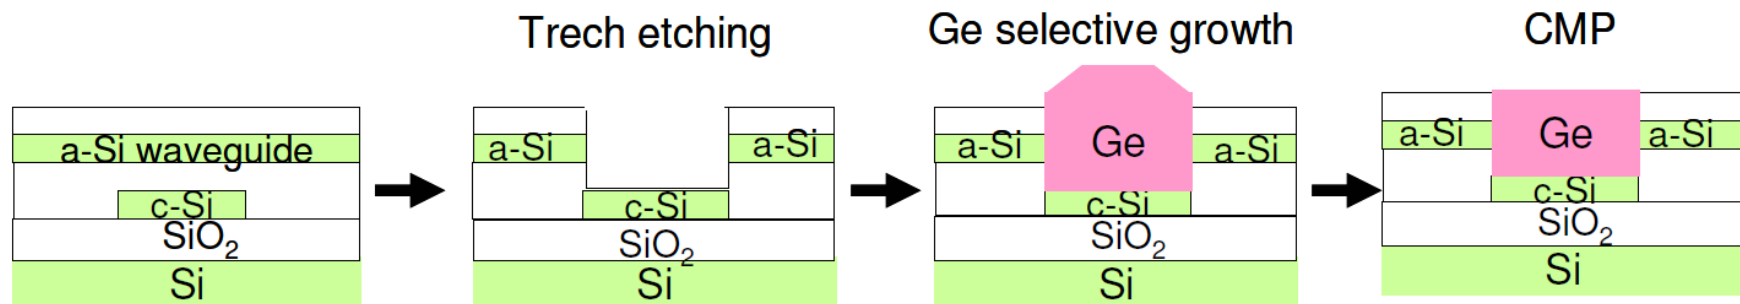 Trech etching
Ge selective growth
CMP
a-Si waveguide
c-Si
SiO₂
Si
a-Si
a-Si
c-Si
SiO₂
Si
a-Si
Ge
a-Si
c-Si
SiO₂
Si
a-Si
Ge
a-Si
c-Si
SiO₂
Si